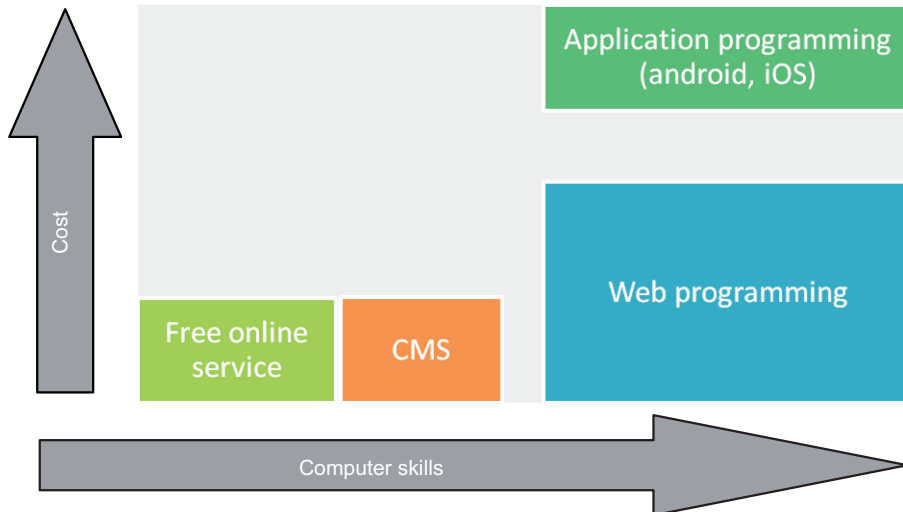 Application programming
(android, iOS)
Cost
Web programming
Free online
service
CMS
Computer skills